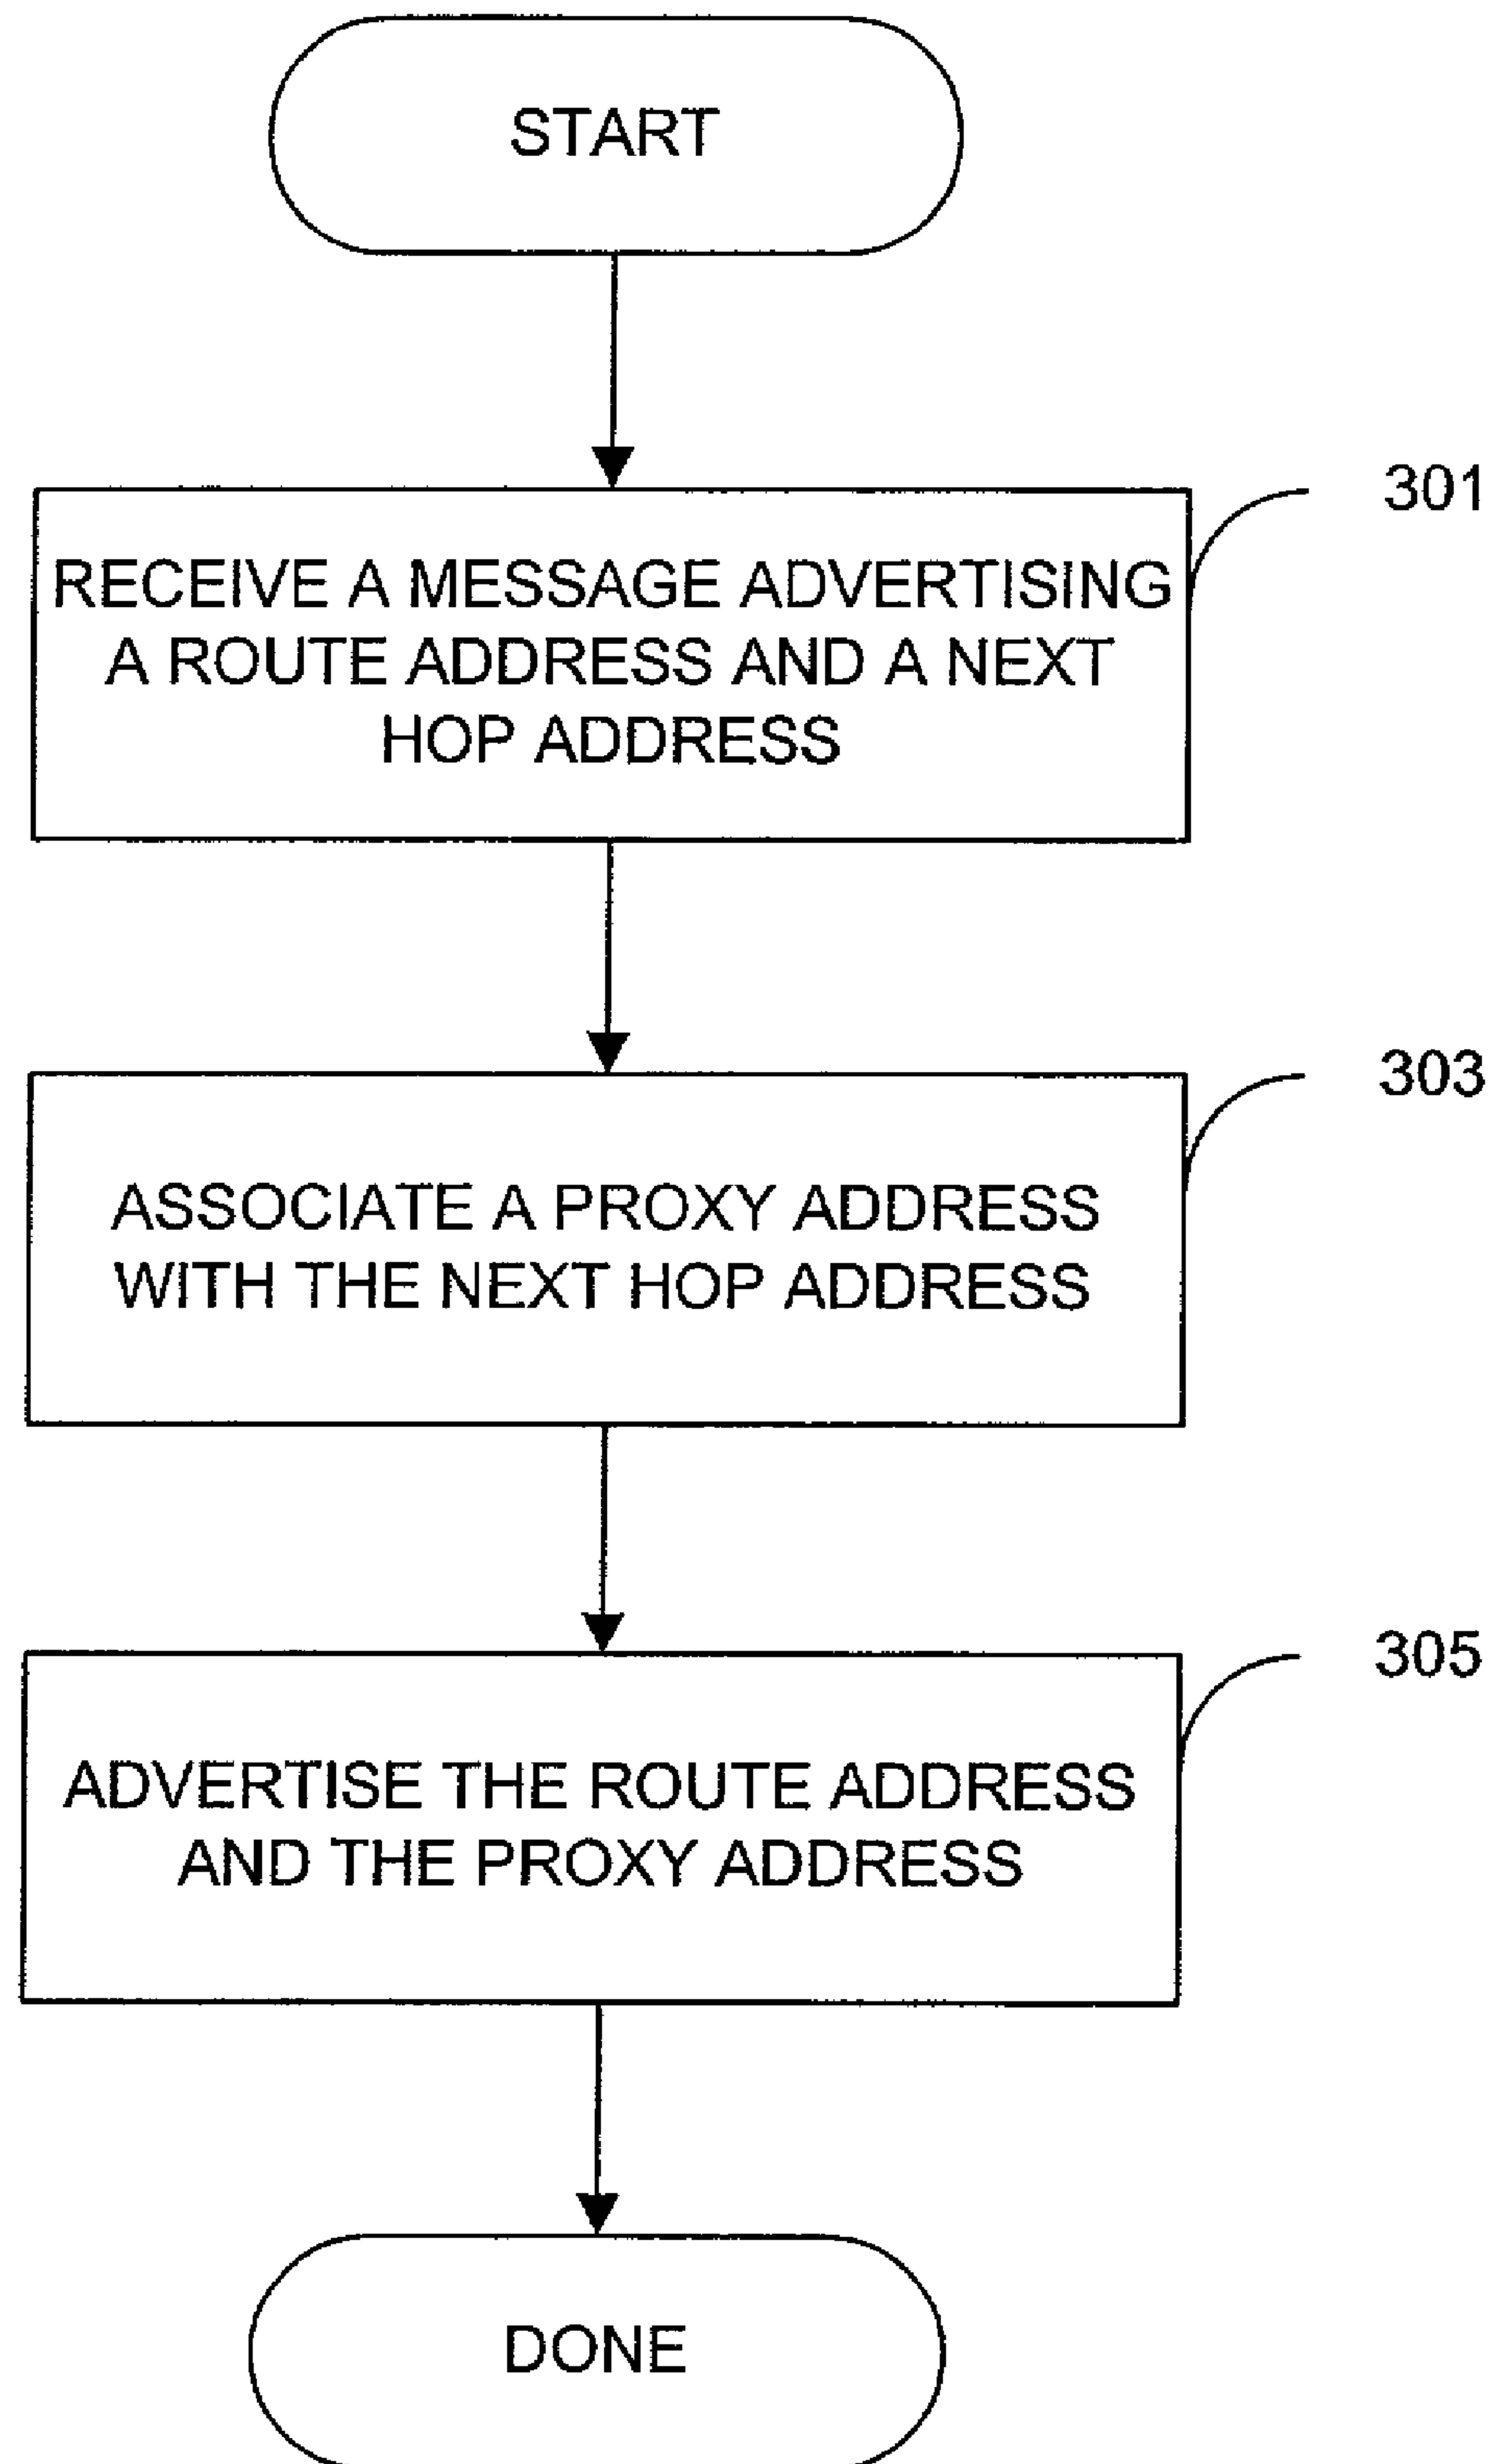 START
301
RECEIVE A MESSAGE ADVERTISING
A ROUTE ADDRESS AND A NEXT
HOP ADDRESS
303
ASSOCIATE A PROXY ADDRESS
WITH THE NEXT HOP ADDRESS
305
ADVERTISE THE ROUTE ADDRESS
AND THE PROXY ADDRESS
DONE